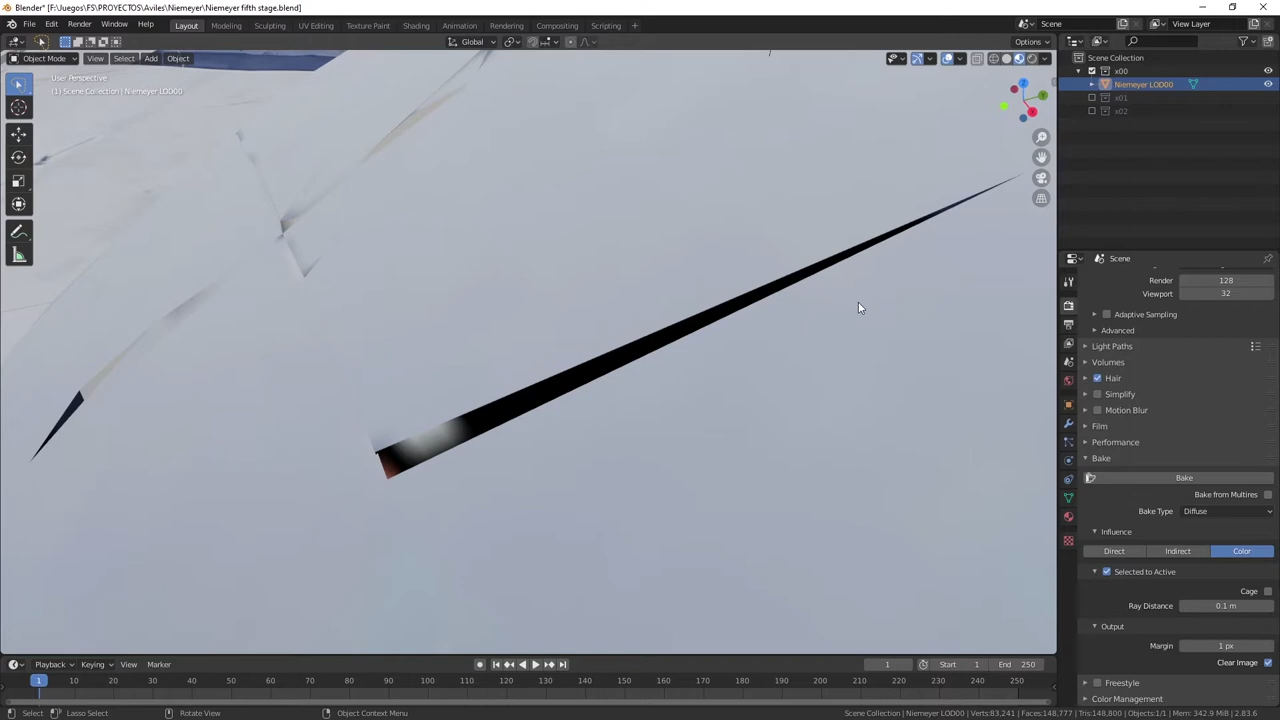 Blender* [F:\Juegos\FS\PROYECTOS\Aviles\Niemeyer\Niemeyer fifth stage.blend]
File Edit Render Window Help Layout Modeling Sculpting UV Editing Texture Paint Shading Animation Rendering Compositing Scripting + Scene View Layer
Global Options
Object Mode View Select Add Object
User Perspective
(1) Scene Collection | Niemeyer LOD00
Scene Collection
x00
Niemeyer LOD00
x01
x02
Scene
Render 128
Viewport 32
Adaptive Sampling
Advanced
Light Paths
Volumes
Hair
Simplify
Motion Blur
Film
Performance
Bake
Bake
Bake from Multires
Bake Type Diffuse
Influence
Direct Indirect Color
Selected to Active
Cage
Ray Distance 0.1 m
Output
Margin 1 px
Clear Image
Freestyle
Color Management
Playback Keying View Marker 1 Start 1 End 250
1 10 20 30 40 50 60 70 80 90 100 110 120 130 140 150 160 170 180 190 200 210 220 230 240 250
Select Lasso Select Rotate View Object Context Menu Scene Collection | Niemeyer LOD00 | Verts:83,241 | Faces:148,777 | Tris:148,800 | Objects:1/1 | Mem: 342.9 MiB | 2.83.6